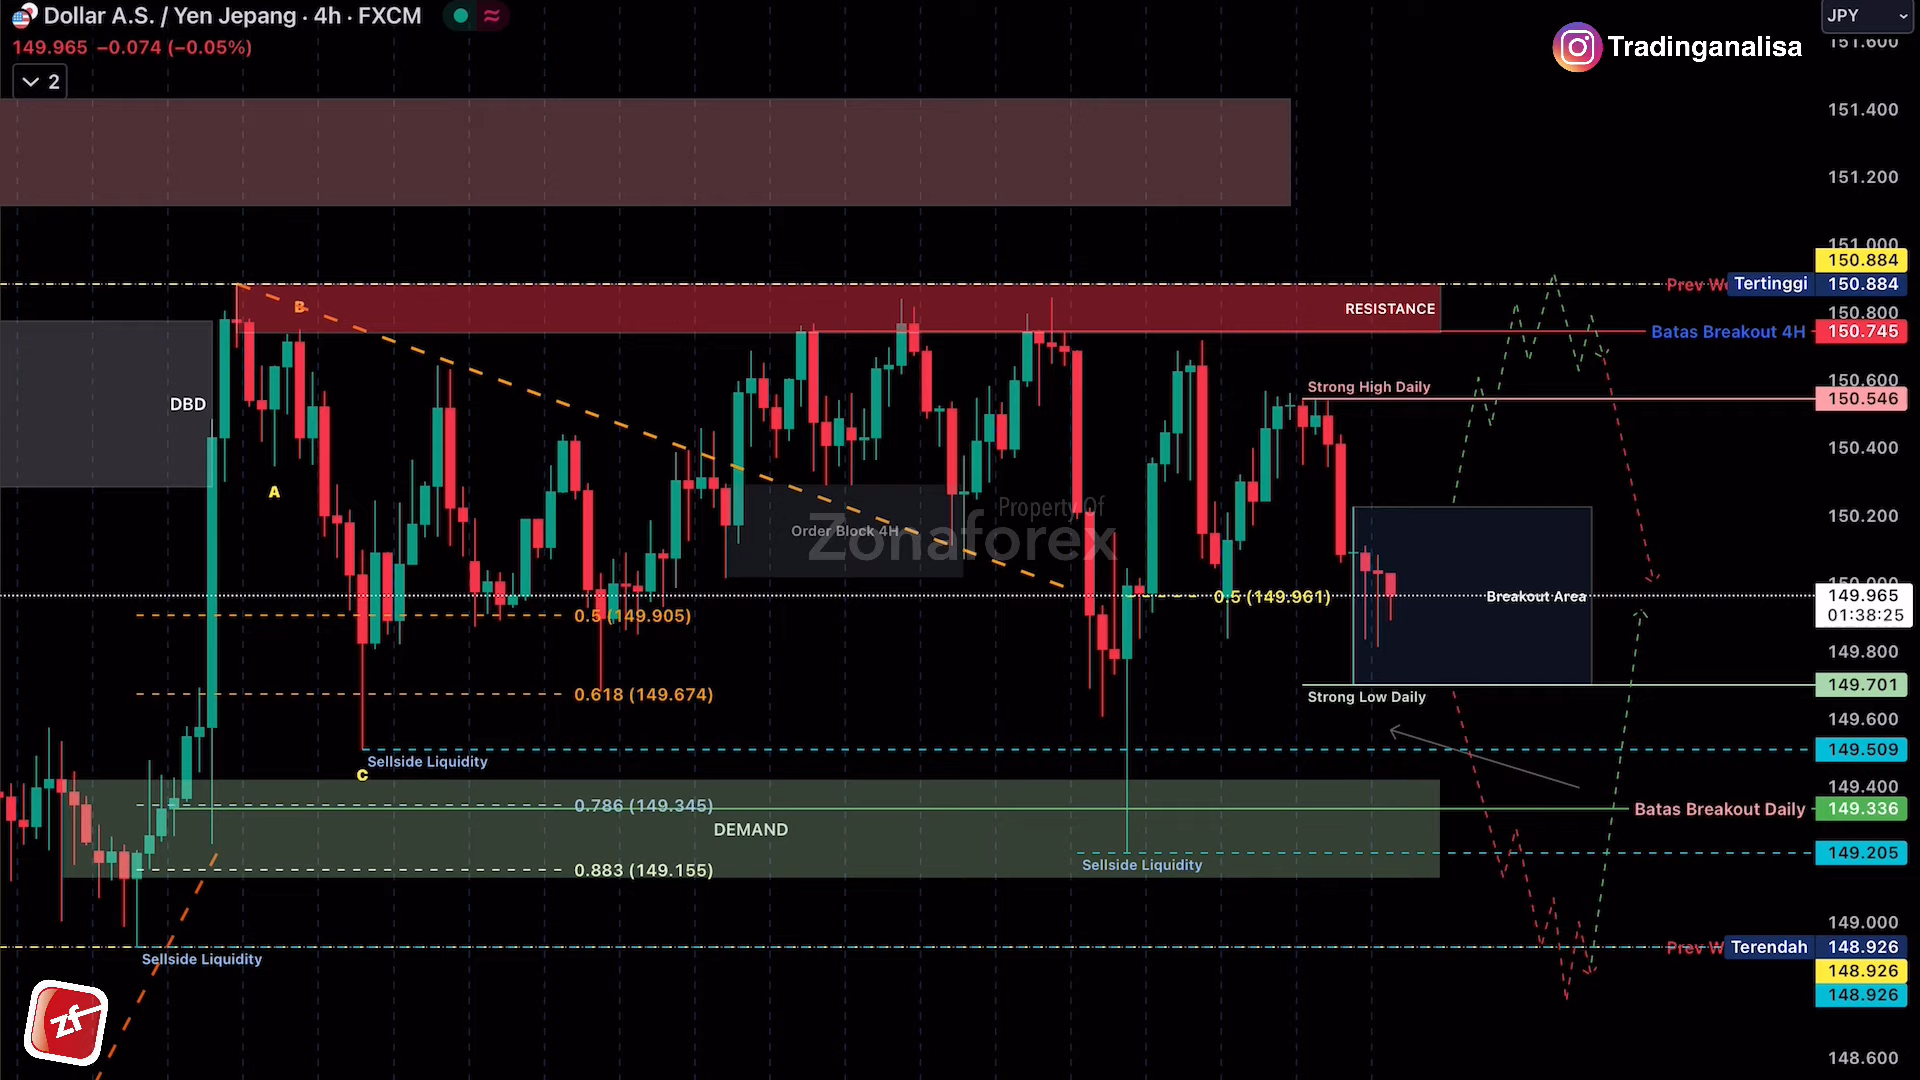 Dollar A.S. / Yen Jepang · 4h · FXCM
149.965 −0.074 (−0.05%)
2
JPY
Tradinganalisa
151.600
151.400
151.200
151.000
150.884
Prev W
Tertinggi
150.884
RESISTANCE
150.800
Batas Breakout 4H
150.745
B
Strong High Daily
150.600
150.546
DBD
150.400
A
Property Of
Zonaforex
Order Block 4H
150.200
150.000
0.5 (149.961)
Breakout Area
149.965
01:38:25
0.5 (149.905)
149.800
0.618 (149.674)
Strong Low Daily
149.701
149.600
Sellside Liquidity
149.509
C
149.400
0.786 (149.345)
Batas Breakout Daily
149.336
DEMAND
149.205
Sellside Liquidity
0.883 (149.155)
149.000
Prev W
Terendah
148.926
Sellside Liquidity
148.926
148.926
zf
148.600